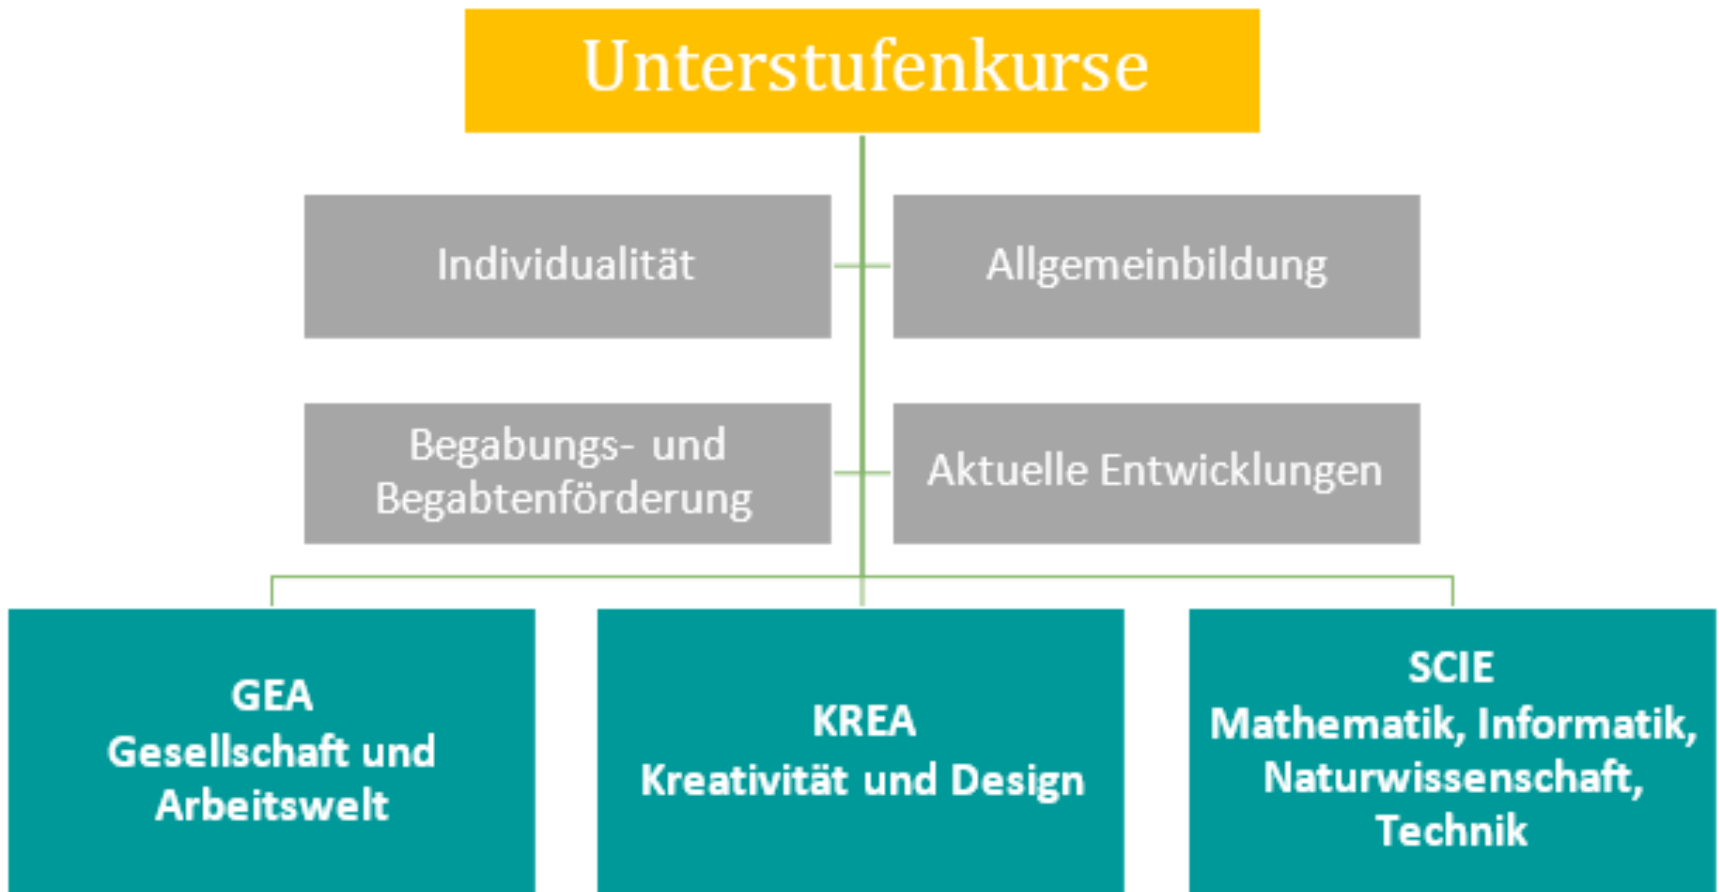 Unterstufenkurse
Individualität
Allgemeinbildung
Begabungs- und
Begabtenförderung
Aktuelle Entwicklungen
GEA
Gesellschaft und
Arbeitswelt
KREA
Kreativität und Design
SCIE
Mathematik, Informatik,
Naturwissenschaft,
Technik